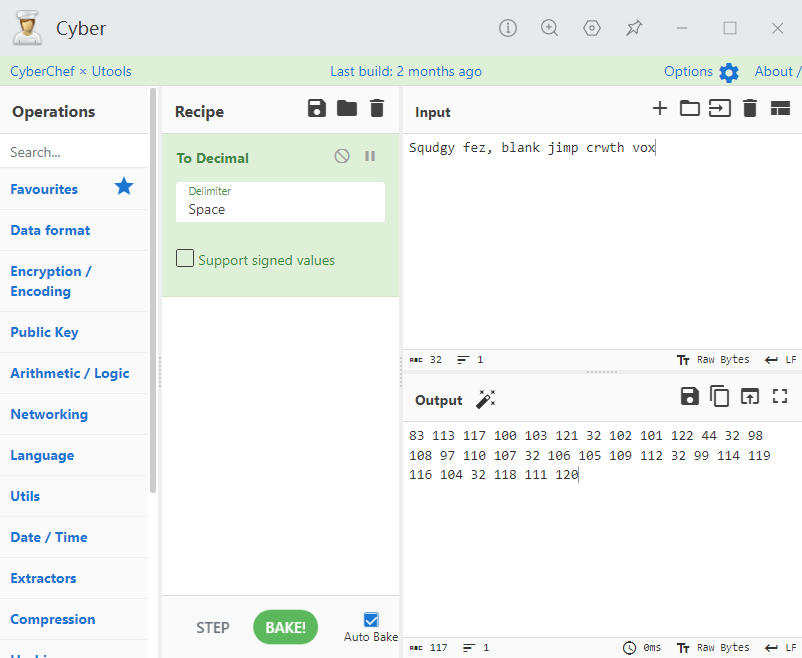 Cyber
CyberChef × Utools
Last build: 2 months ago
Options
About /
Operations
Search...
Favourites
Data format
Encryption /
Encoding
Public Key
Arithmetic / Logic
Networking
Language
Utils
Date / Time
Extractors
Compression
Recipe
To Decimal
Delimiter
Space
Support signed values
STEP
BAKE!
Auto Bake
Input
Squdgy fez, blank jimp crwth vox
ABC 32 1
Raw Bytes LF
Output
83 113 117 100 103 121 32 102 101 122 44 32 98
108 97 110 107 32 106 105 109 112 32 99 114 119
116 104 32 118 111 120
ABC 117 1
0ms Raw Bytes LF